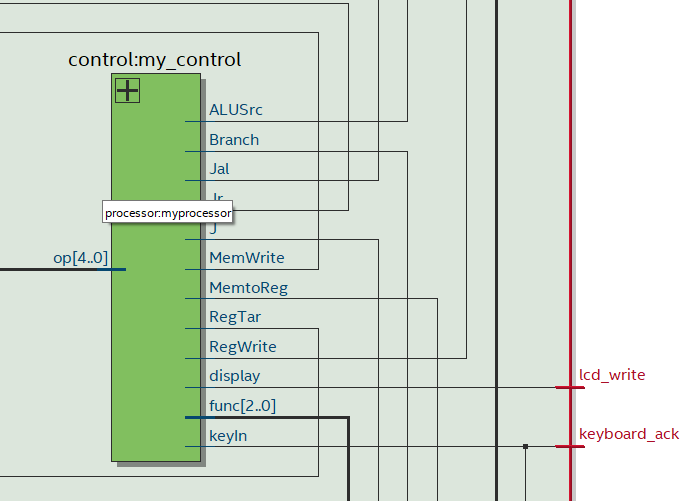 control:my_control
ALUSrc
Branch
Jal
Jr
processor:myprocessor
J
op[4..0]
MemWrite
MemtoReg
RegTar
RegWrite
display
lcd_write
func[2..0]
keyIn
keyboard_ack